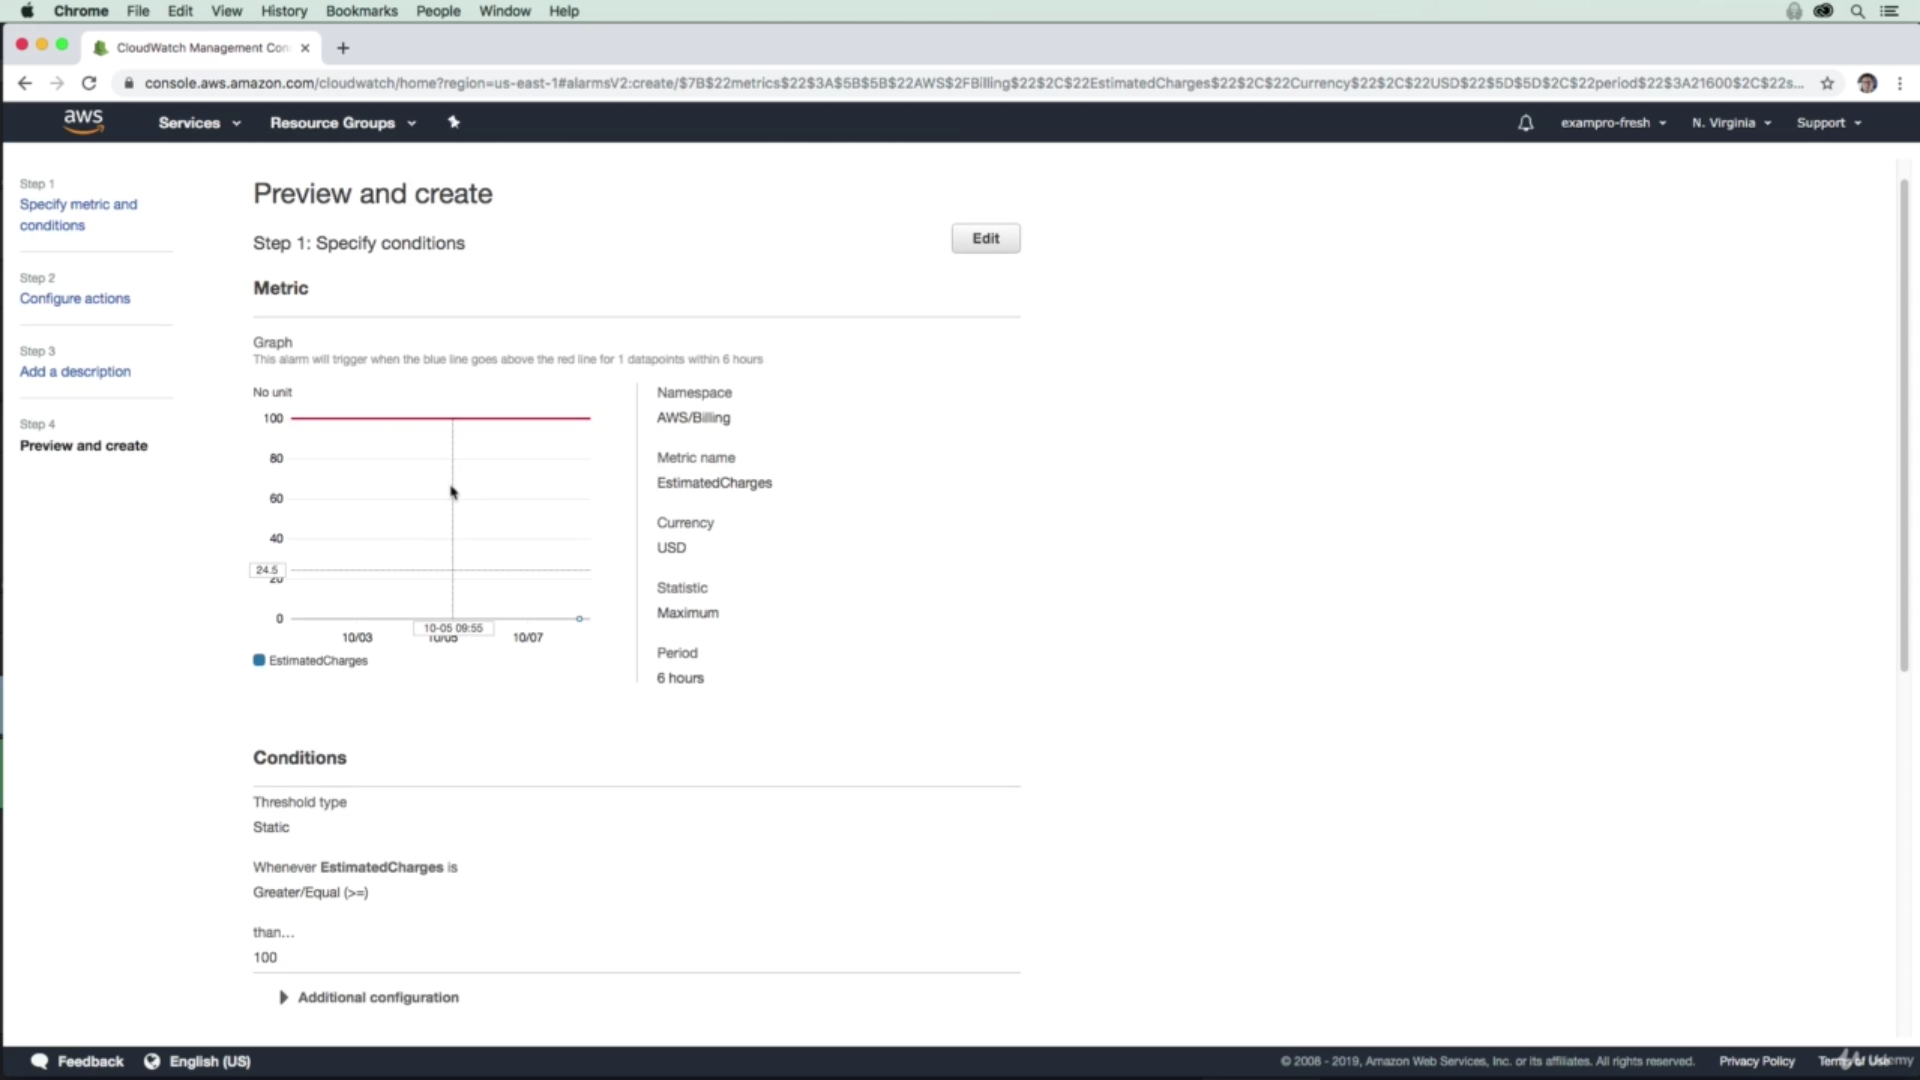 Chrome File Edit View History Bookmarks People Window Help
CloudWatch Management Con
console.aws.amazon.com/cloudwatch/home?region=us-east-1#alarmsV2:create/$7B$22metrics$22$3A$5B$5B$22AWS$2FBilling$22$2C$22EstimatedCharges$22$2C$22Currency$22$2C$22USD$22$5D$5D$2C$22period$22$3A21600$2C$22s...
aws Services Resource Groups exampro-fresh N. Virginia Support
Step 1
Specify metric and
conditions
Step 2
Configure actions
Step 3
Add a description
Step 4
Preview and create
Preview and create
Step 1: Specify conditions
Edit
Metric
Graph
This alarm will trigger when the blue line goes above the red line for 1 datapoints within 6 hours
No unit
100
80
60
40
24.5
20
0
10/03 10/05 10/07
10-05 09:55
EstimatedCharges
Namespace
AWS/Billing
Metric name
EstimatedCharges
Currency
USD
Statistic
Maximum
Period
6 hours
Conditions
Threshold type
Static
Whenever EstimatedCharges is
Greater/Equal (>=)
than...
100
Additional configuration
Feedback English (US)
© 2008 - 2019, Amazon Web Services, Inc. or its affiliates. All rights reserved. Privacy Policy Terms of Use